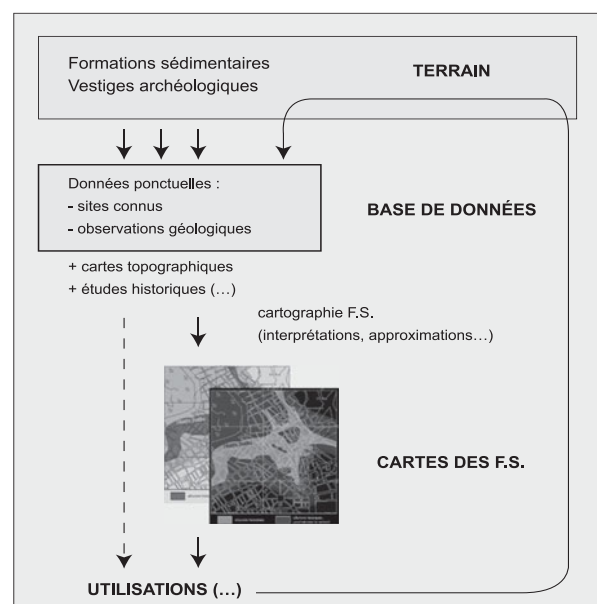 Formations sédimentaires
Vestiges archéologiques
TERRAIN
Données ponctuelles :
- sites connus
- observations géologiques
BASE DE DONNÉES
+ cartes topographiques
+ études historiques (…)
cartographie F.S.
(interprétations, approximations…)
CARTES DES F.S.
UTILISATIONS (…)